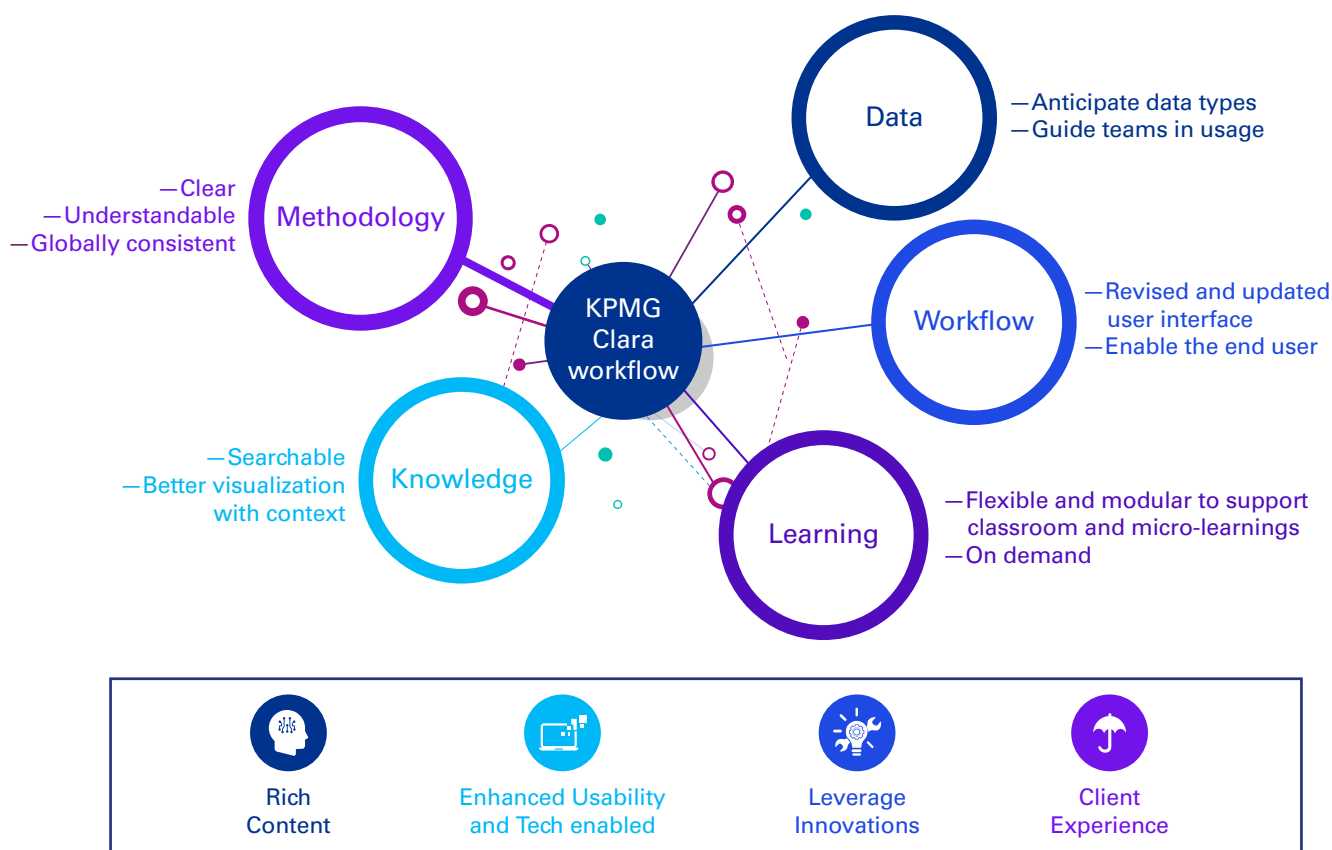 Methodology
—Clear
—Understandable
—Globally consistent
Data
—Anticipate data types
—Guide teams in usage
KPMG
Clara
workflow
Workflow
—Revised and updated
user interface
—Enable the end user
Knowledge
—Searchable
—Better visualization
with context
Learning
—Flexible and modular to support
classroom and micro-learnings
—On demand
Rich
Content
Enhanced Usability
and Tech enabled
Leverage
Innovations
Client
Experience